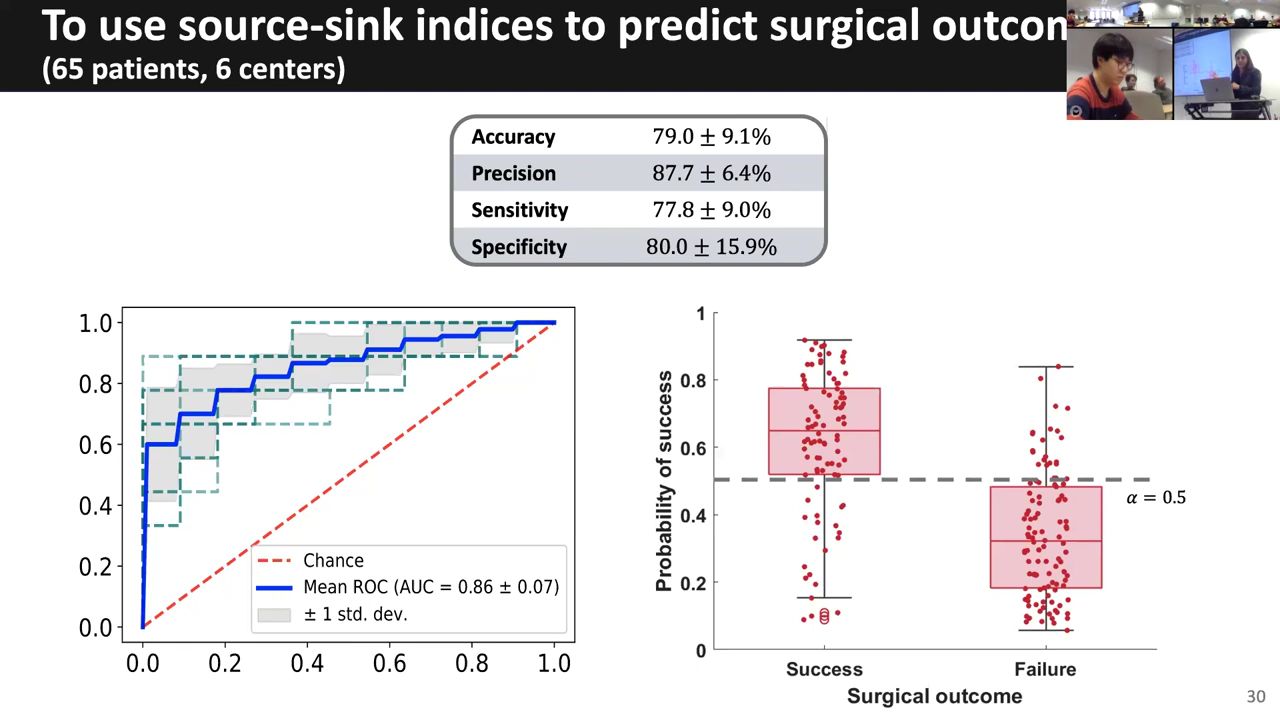 To use source-sink indices to predict surgical outcom
(65 patients, 6 centers)
Accuracy 79.0 ± 9.1%
Precision 87.7 ± 6.4%
Sensitivity 77.8 ± 9.0%
Specificity 80.0 ± 15.9%
1.0
0.8
0.6
0.4
0.2
0.0
0.0 0.2 0.4 0.6 0.8 1.0
Chance
Mean ROC (AUC = 0.86 ± 0.07)
± 1 std. dev.
Probability of success
1
0.8
0.6
0.4
0.2
0
α = 0.5
Success Failure
Surgical outcome
30